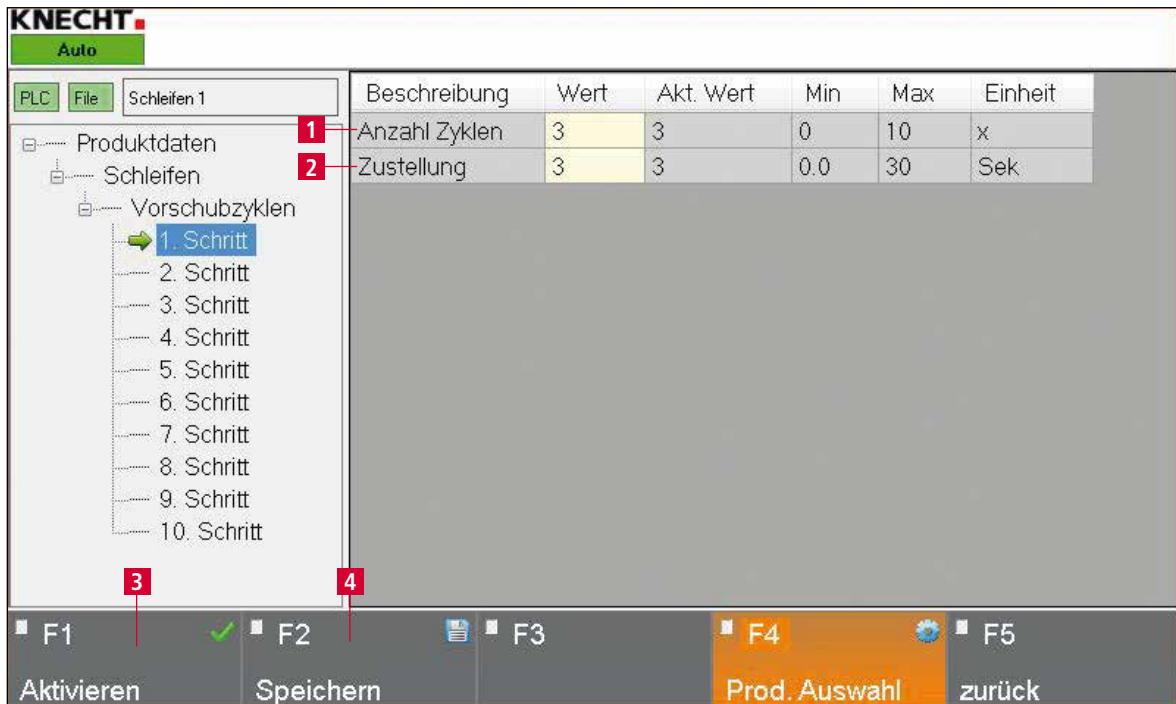 KNECHT
Auto
PLC File Schleifen 1
Produktdaten
Schleifen
Vorschubzyklen
1. Schritt
2. Schritt
3. Schritt
4. Schritt
5. Schritt
6. Schritt
7. Schritt
8. Schritt
9. Schritt
10. Schritt
Beschreibung Wert Akt. Wert Min Max Einheit
1 Anzahl Zyklen 3 3 0 10 x
2 Zustellung 3 3 0.0 30 Sek
3 4
F1 F2 F3 F4 F5
Aktivieren Speichern Prod. Auswahl zurück